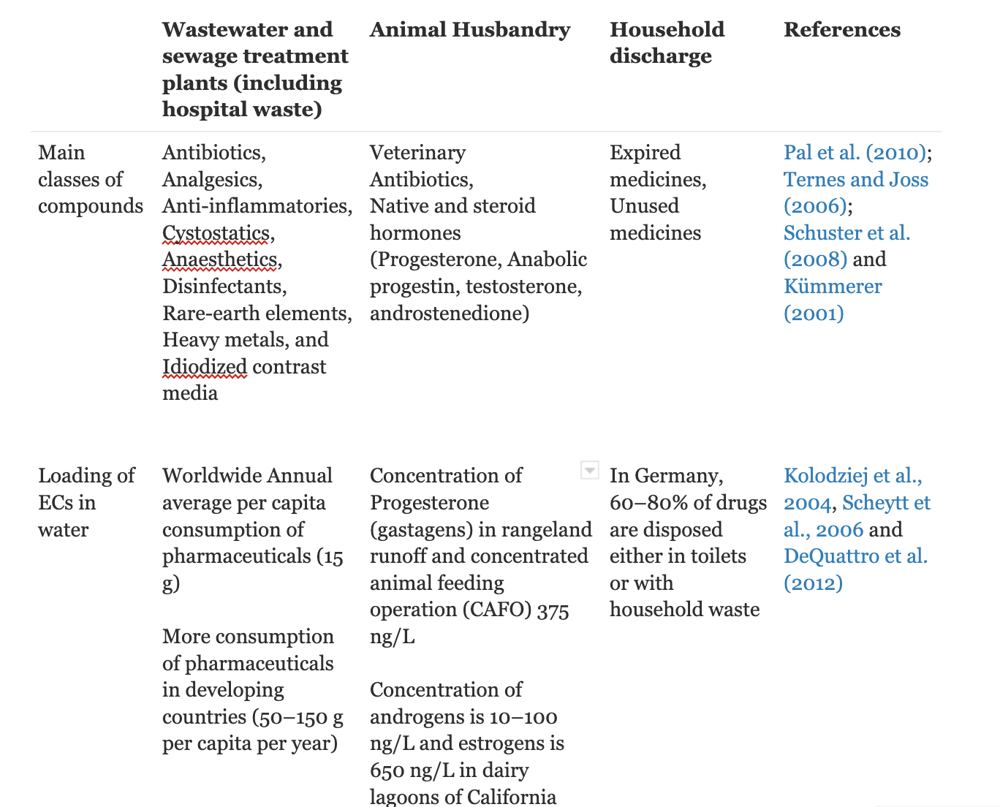 Wastewater and
sewage treatment
plants (including
hospital waste)
Animal Husbandry
Household
discharge
References
Main
classes of
compounds
Antibiotics,
Analgesics,
Anti-inflammatories,
Cystostatics,
Anaesthetics,
Disinfectants,
Rare-earth elements,
Heavy metals, and
Idiodized contrast
media
Veterinary
Antibiotics,
Native and steroid
hormones
(Progesterone, Anabolic
progestin, testosterone,
androstenedione)
Expired
medicines,
Unused
medicines
Pal et al. (2010);
Ternes and Joss
(2006);
Schuster et al.
(2008) and
Kümmerer
(2001)
Loading of
ECs in
water
Worldwide Annual
average per capita
consumption of
pharmaceuticals (15
g)
More consumption
of pharmaceuticals
in developing
countries (50–150 g
per capita per year)
Concentration of
Progesterone
(gastagens) in rangeland
runoff and concentrated
animal feeding
operation (CAFO) 375
ng/L
Concentration of
androgens is 10–100
ng/L and estrogens is
650 ng/L in dairy
lagoons of California
In Germany,
60–80% of drugs
are disposed
either in toilets
or with
household waste
Kolodziej et al.,
2004, Scheytt et
al., 2006 and
DeQuattro et al.
(2012)